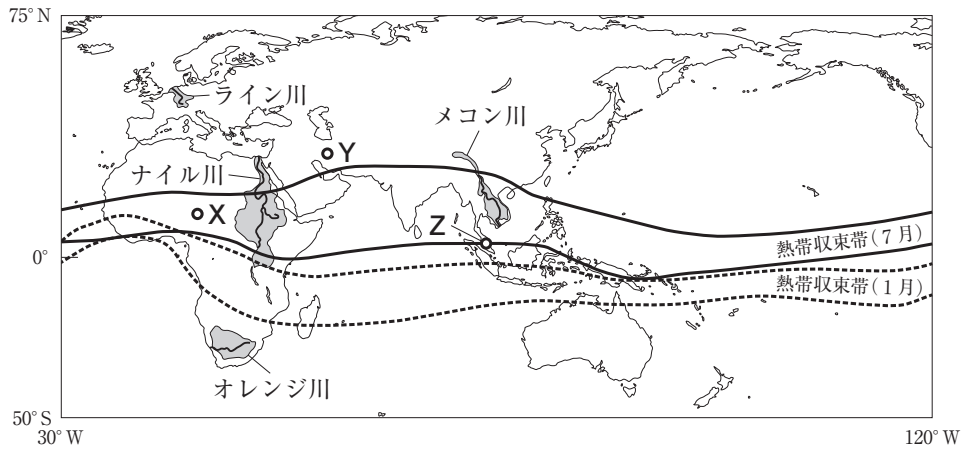 75°N
ライン川
メコン川
Y
ナイル川
X
Z
0°
熱帯収束帯(7月)
熱帯収束帯(1月)
オレンジ川
50°S
30°W
120°W